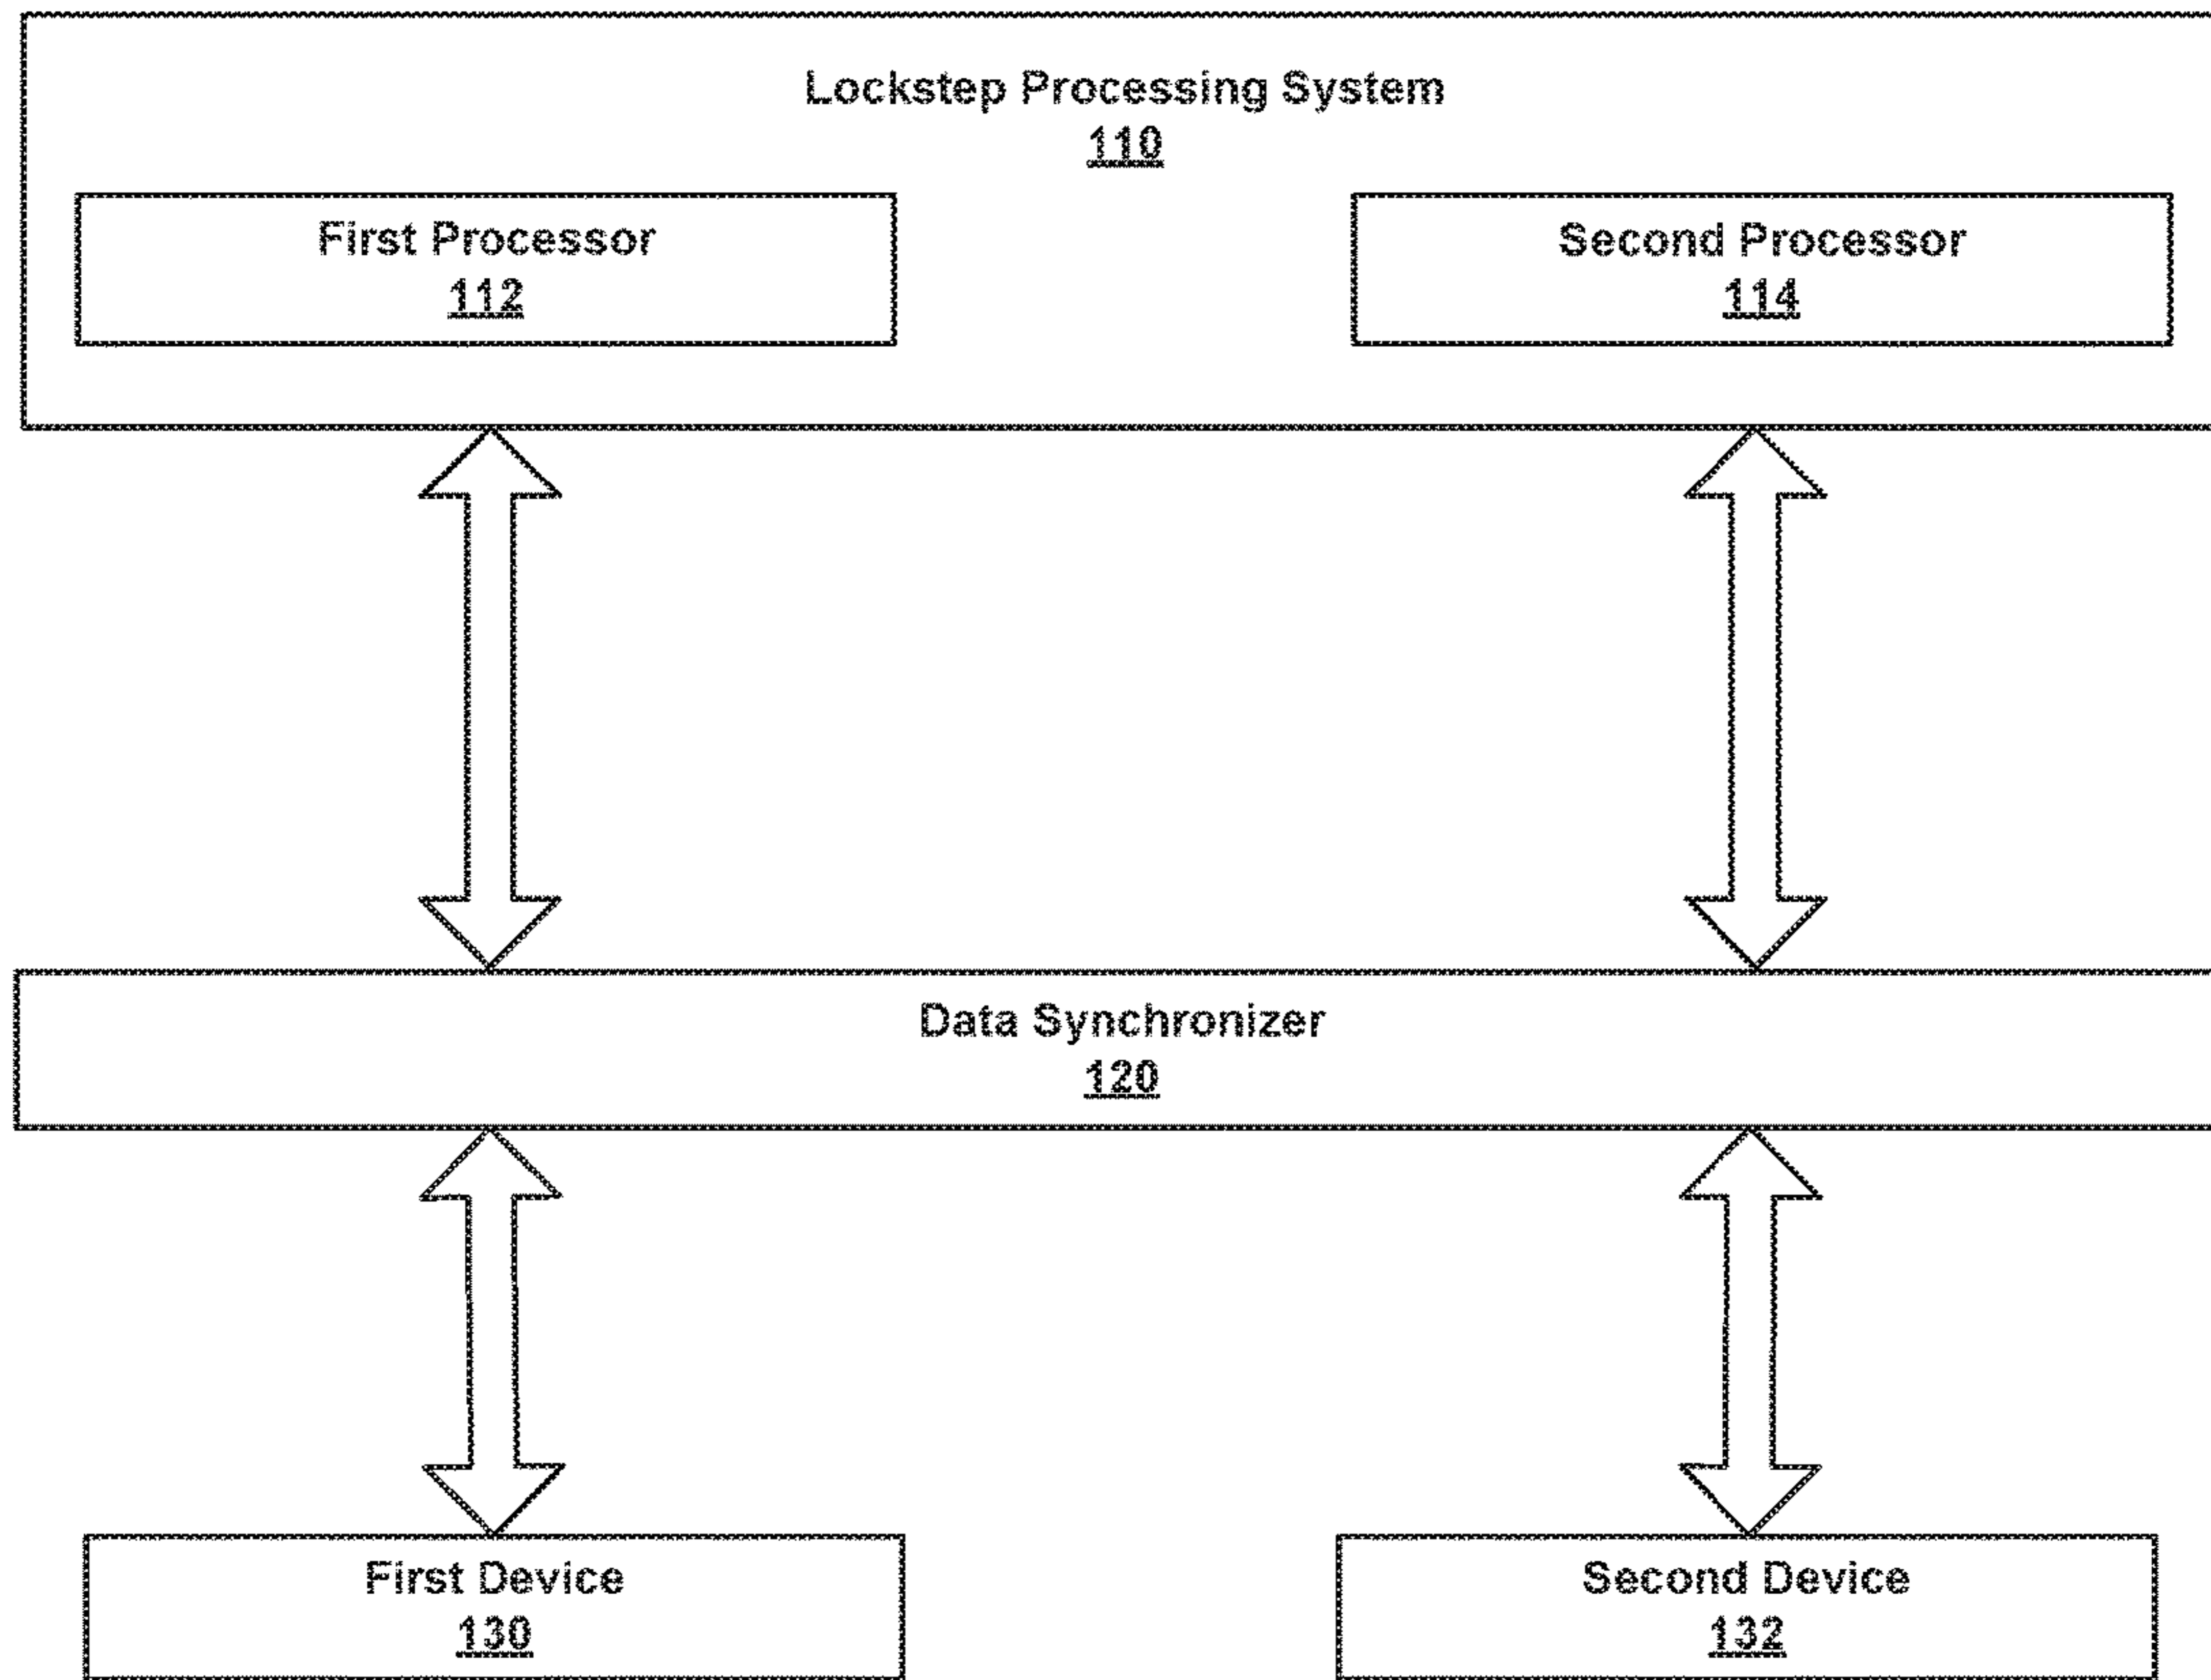 Lockstep Processing System
110
First Processor
112
Second Processor
114
Data Synchronizer
120
First Device
130
Second Device
132